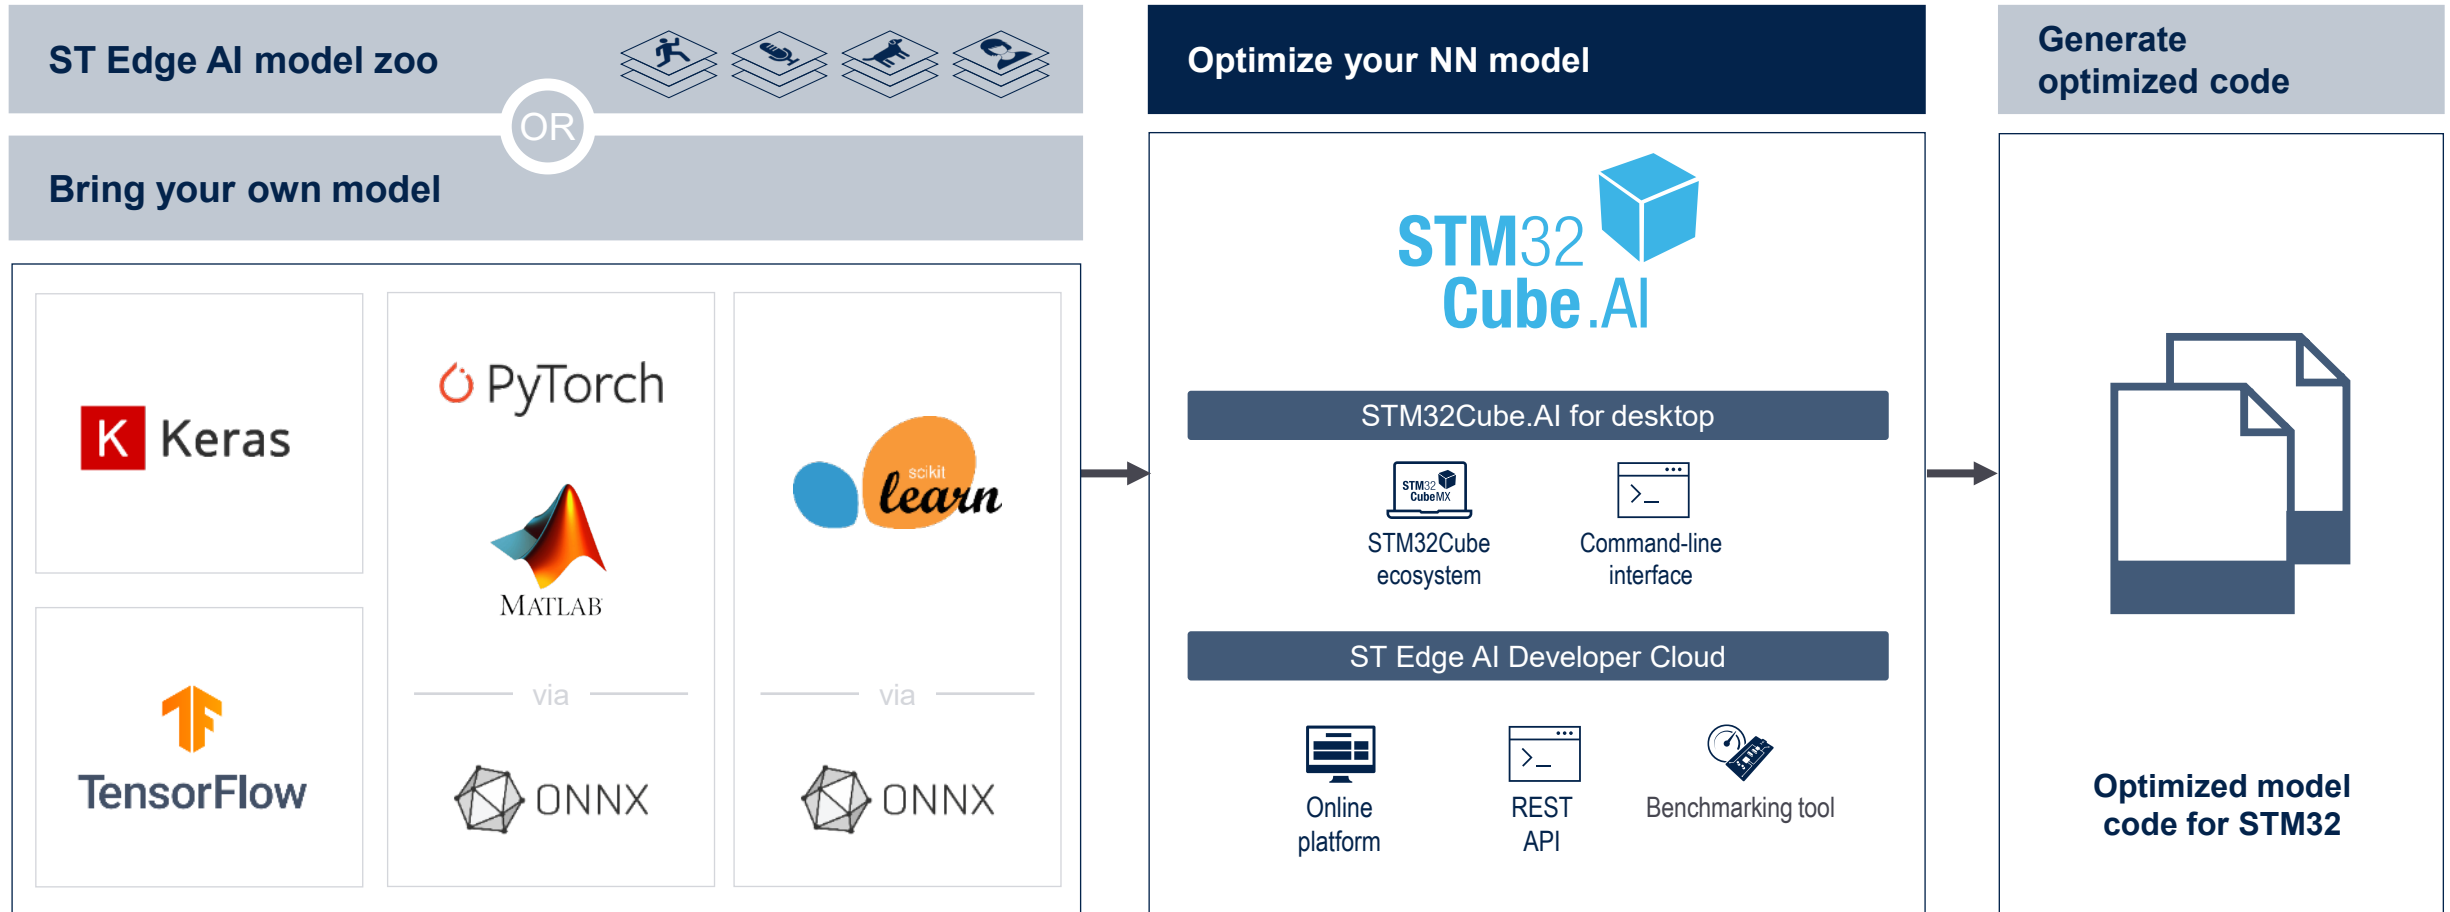 ST Edge AI model zoo
OR
Bring your own model
K Keras
TensorFlow
PyTorch
MATLAB
via
ONNX
scikit
learn
via
ONNX
Optimize your NN model
STM32
Cube.AI
STM32Cube.AI for desktop
STM32
CubeMX
STM32Cube
ecosystem
Command-line
interface
ST Edge AI Developer Cloud
Online
platform
REST
API
Benchmarking tool
Generate
optimized code
Optimized model
code for STM32